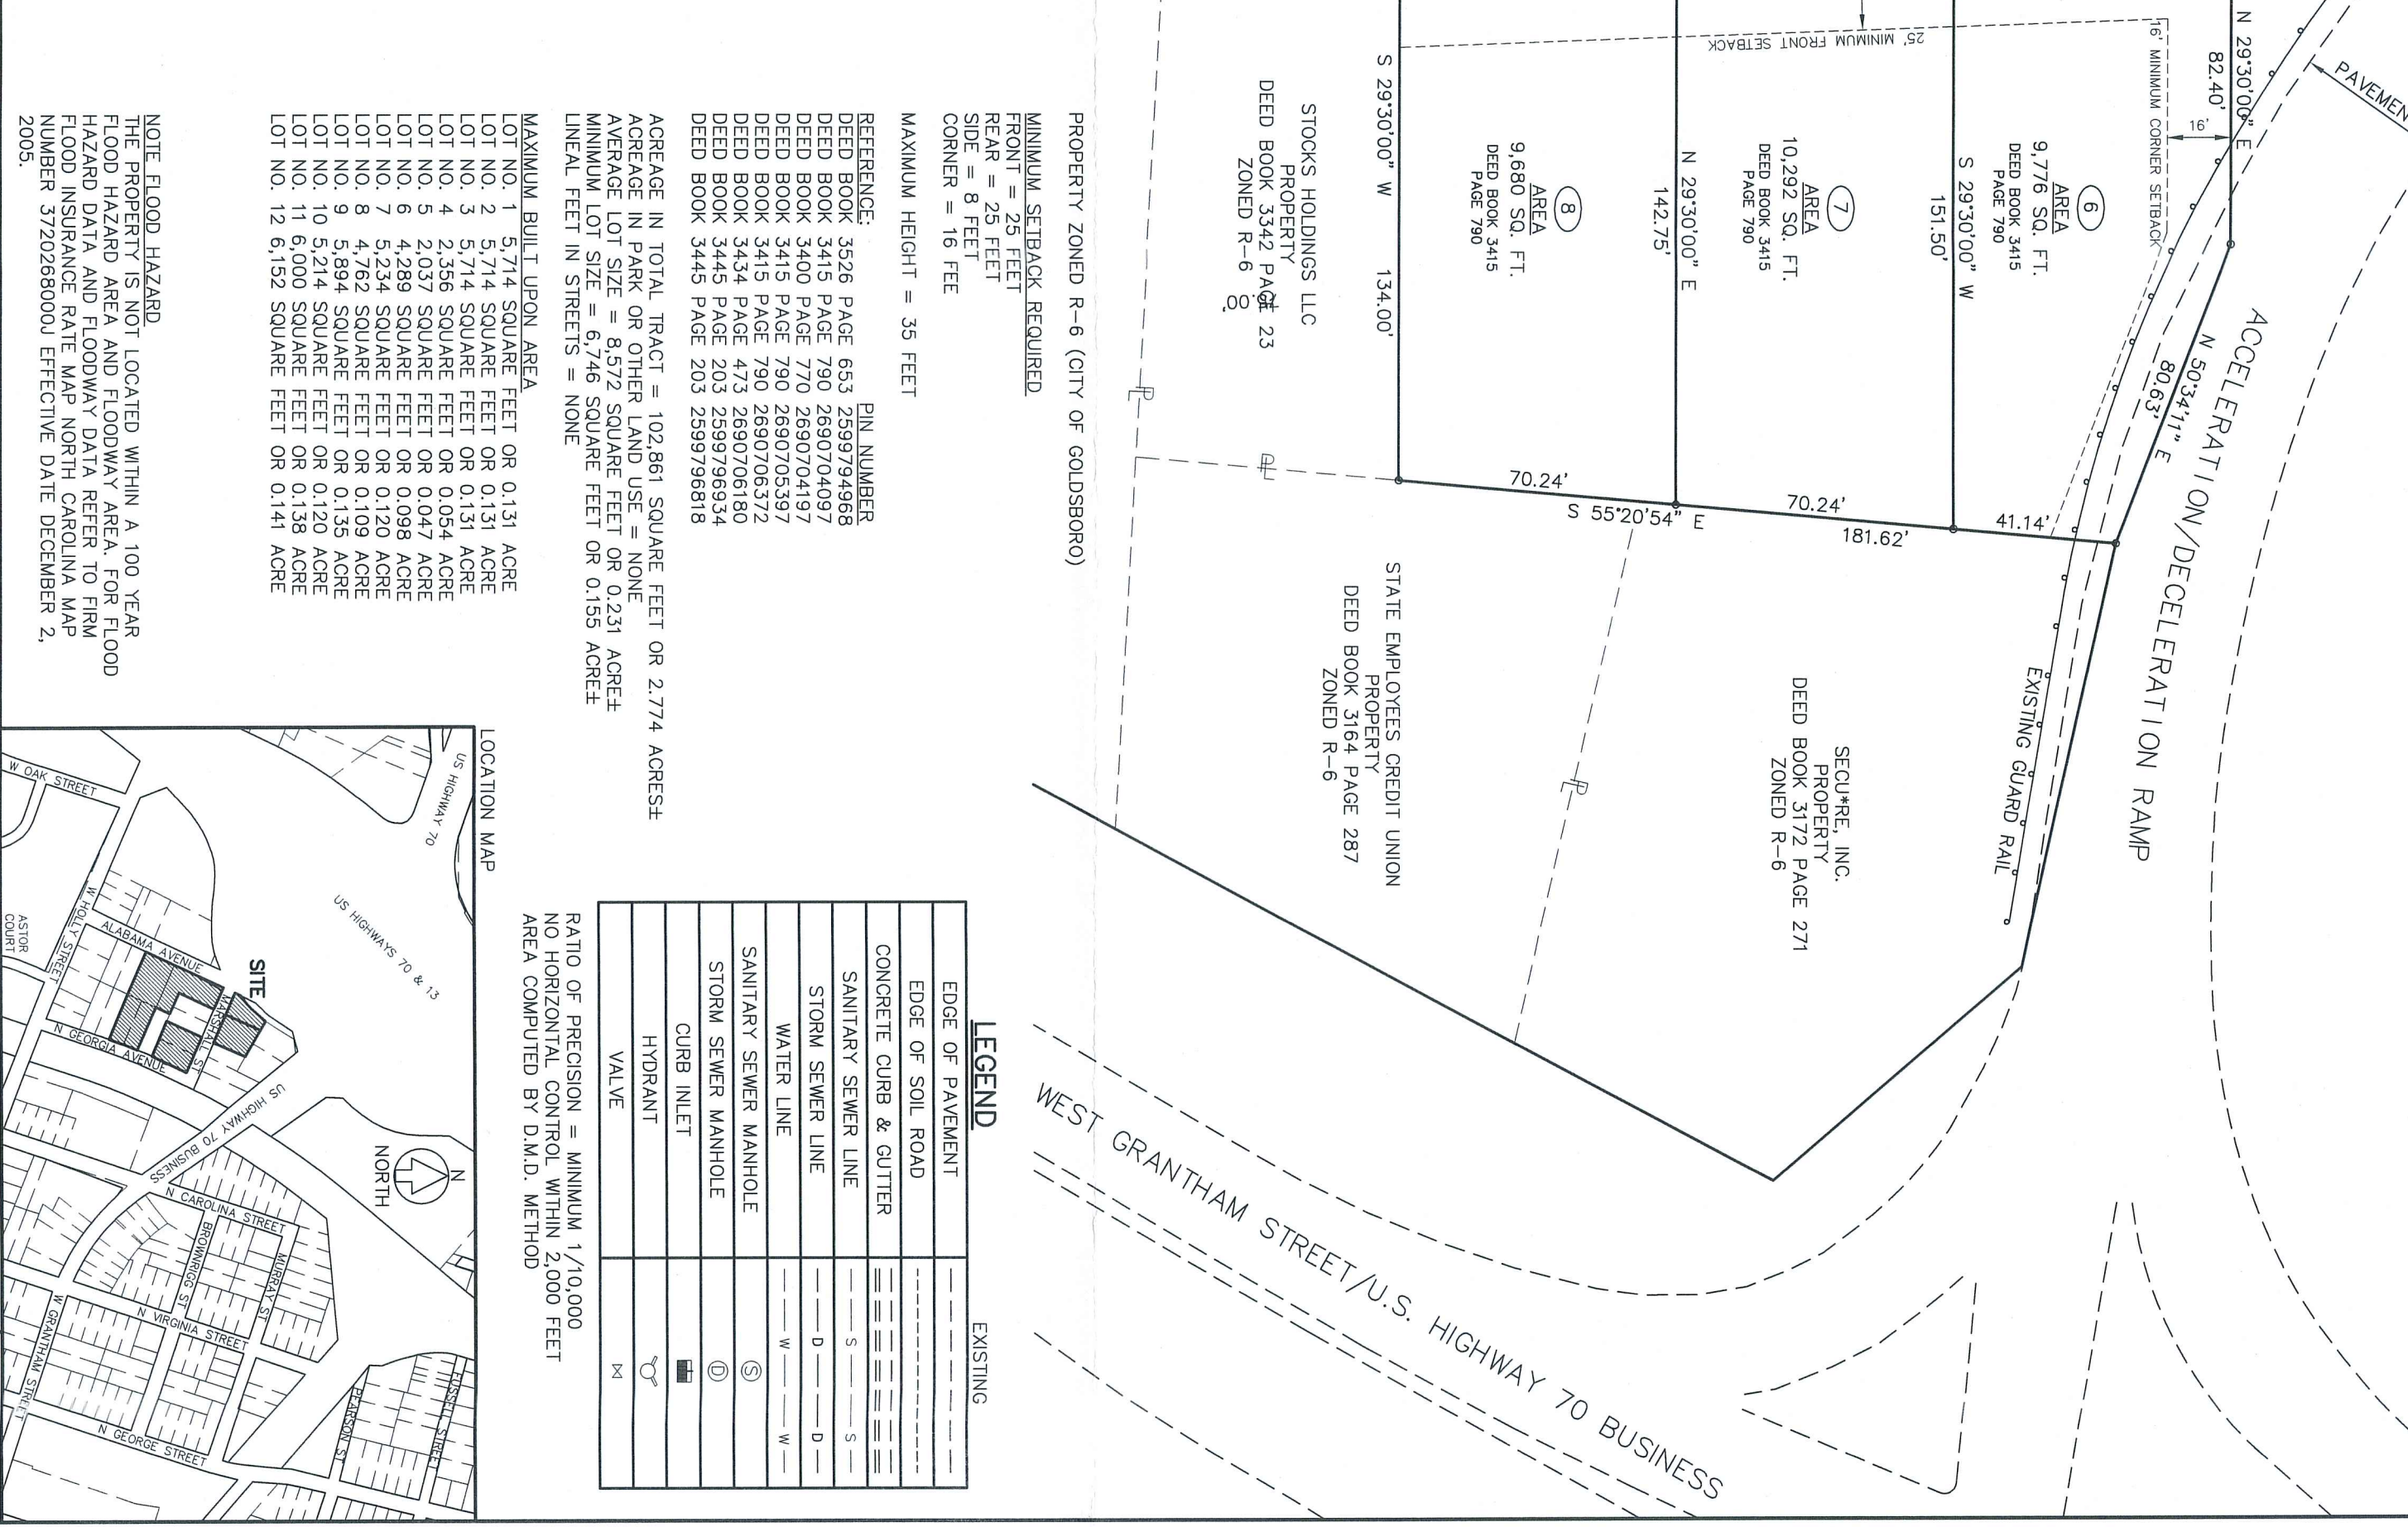 PAVEMEN
N 29°30'00" E
82.40'
16'
16' MINIMUM CORNER SETBACK
25' MINIMUM FRONT SETBACK
ACCELERATION/DECELERATION RAMP
N 50°34'11" E
80.63'
EXISTING GUARD RAIL
6
AREA
9,776 SQ. FT.
DEED BOOK 3415
PAGE 790
S 29°30'00" W
151.50'
7
AREA
10,292 SQ. FT.
DEED BOOK 3415
PAGE 790
N 29°30'00" E
142.75'
8
AREA
9,680 SQ. FT.
DEED BOOK 3415
PAGE 790
S 29°30'00" W
134.00'
41.14'
70.24'
70.24'
181.62'
S 55°20'54" E
STOCKS HOLDINGS LLC
PROPERTY
DEED BOOK 3342 PAGE 23
ZONED R-6
SECU*RE, INC.
PROPERTY
DEED BOOK 3172 PAGE 271
ZONED R-6
STATE EMPLOYEES CREDIT UNION
PROPERTY
DEED BOOK 3164 PAGE 287
ZONED R-6
PL
PL
PL
WEST GRANTHAM STREET/U.S. HIGHWAY 70 BUSINESS
PROPERTY ZONED R-6 (CITY OF GOLDSBORO)
MINIMUM SETBACK REQUIRED
FRONT = 25 FEET
REAR = 25 FEET
SIDE = 8 FEET
CORNER = 16 FEE
MAXIMUM HEIGHT = 35 FEET
REFERENCE: PIN NUMBER
DEED BOOK 3526 PAGE 653 2599794968
DEED BOOK 3415 PAGE 790 2690704097
DEED BOOK 3400 PAGE 770 2690704197
DEED BOOK 3415 PAGE 790 2690705397
DEED BOOK 3415 PAGE 790 2690706372
DEED BOOK 3434 PAGE 473 2690706180
DEED BOOK 3445 PAGE 203 2599796934
DEED BOOK 3445 PAGE 203 2599796818
ACREAGE IN TOTAL TRACT = 102,861 SQUARE FEET OR 2.774 ACRES±
ACREAGE IN PARK OR OTHER LAND USE = NONE
AVERAGE LOT SIZE = 8,572 SQUARE FEET OR 0.231 ACRE±
MINIMUM LOT SIZE = 6,746 SQUARE FEET OR 0.155 ACRE±
LINEAL FEET IN STREETS = NONE
MAXIMUM BUILT UPON AREA
LOT NO. 1 5,714 SQUARE FEET OR 0.131 ACRE
LOT NO. 2 5,714 SQUARE FEET OR 0.131 ACRE
LOT NO. 3 5,714 SQUARE FEET OR 0.131 ACRE
LOT NO. 4 2,356 SQUARE FEET OR 0.054 ACRE
LOT NO. 5 2,037 SQUARE FEET OR 0.047 ACRE
LOT NO. 6 4,289 SQUARE FEET OR 0.098 ACRE
LOT NO. 7 5,234 SQUARE FEET OR 0.120 ACRE
LOT NO. 8 4,762 SQUARE FEET OR 0.109 ACRE
LOT NO. 9 5,894 SQUARE FEET OR 0.135 ACRE
LOT NO. 10 5,214 SQUARE FEET OR 0.120 ACRE
LOT NO. 11 6,000 SQUARE FEET OR 0.138 ACRE
LOT NO. 12 6,152 SQUARE FEET OR 0.141 ACRE
NOTE FLOOD HAZARD
THE PROPERTY IS NOT LOCATED WITHIN A 100 YEAR
FLOOD HAZARD AREA AND FLOODWAY AREA. FOR FLOOD
HAZARD DATA AND FLOODWAY DATA REFER TO FIRM
FLOOD INSURANCE RATE MAP NORTH CAROLINA MAP
NUMBER 3720268000J EFFECTIVE DATE DECEMBER 2,
2005.
LEGEND
EXISTING
EDGE OF PAVEMENT
EDGE OF SOIL ROAD
CONCRETE CURB & GUTTER
SANITARY SEWER LINE S S
STORM SEWER LINE D D
WATER LINE W W
SANITARY SEWER MANHOLE S
STORM SEWER MANHOLE D
CURB INLET
HYDRANT
VALVE
RATIO OF PRECISION = MINIMUM 1/10,000
NO HORIZONTAL CONTROL WITHIN 2,000 FEET
AREA COMPUTED BY D.M.D. METHOD
LOCATION MAP
US HIGHWAY 70
US HIGHWAYS 70 & 13
W OAK STREET
W HOLLY STREET
ALABAMA AVENUE
ASTOR
COURT
SITE
MARSHALL ST
N GEORGIA AVENUE
US HIGHWAY 70 BUSINESS
N
NORTH
N CAROLINA STREET
BROWNRIGG ST
MURRAY ST
N VIRGINIA STREET
W GRANTHAM STREET
N GEORGE STREET
PEARSON ST
FUSSELL STREET